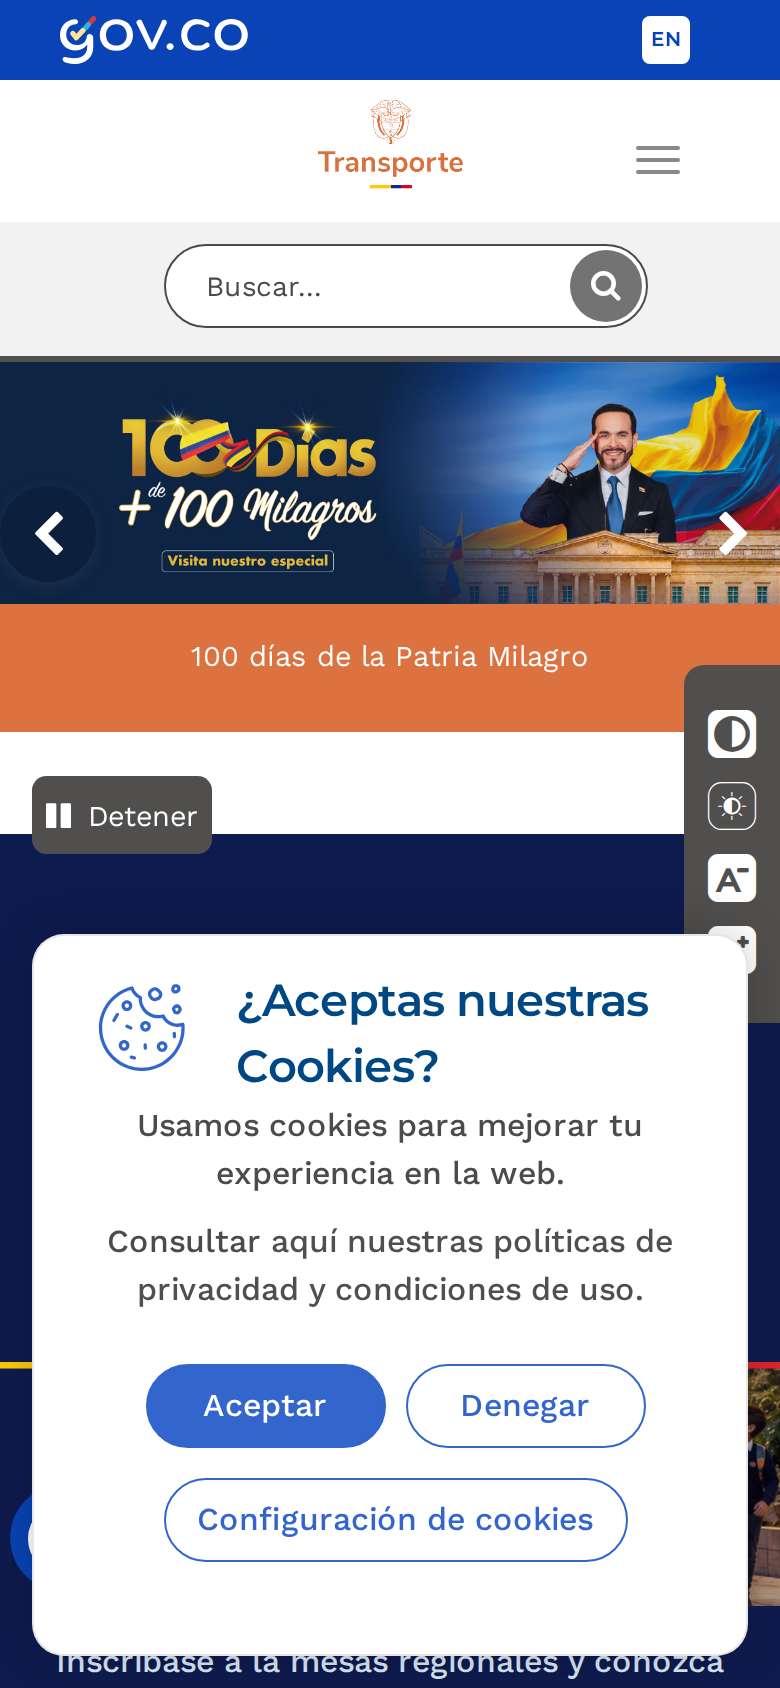 GOV.CO
EN
Transporte
Buscar...
100 Días
+ de 100 Milagros
Visita nuestro especial
100 días de la Patria Milagro
Detener
A-
+
¿Aceptas nuestras
Cookies?
Usamos cookies para mejorar tu
experiencia en la web.
Consultar aquí nuestras políticas de
privacidad y condiciones de uso.
Aceptar
Denegar
Configuración de cookies
Inscríbase a la mesas regionales y conozca